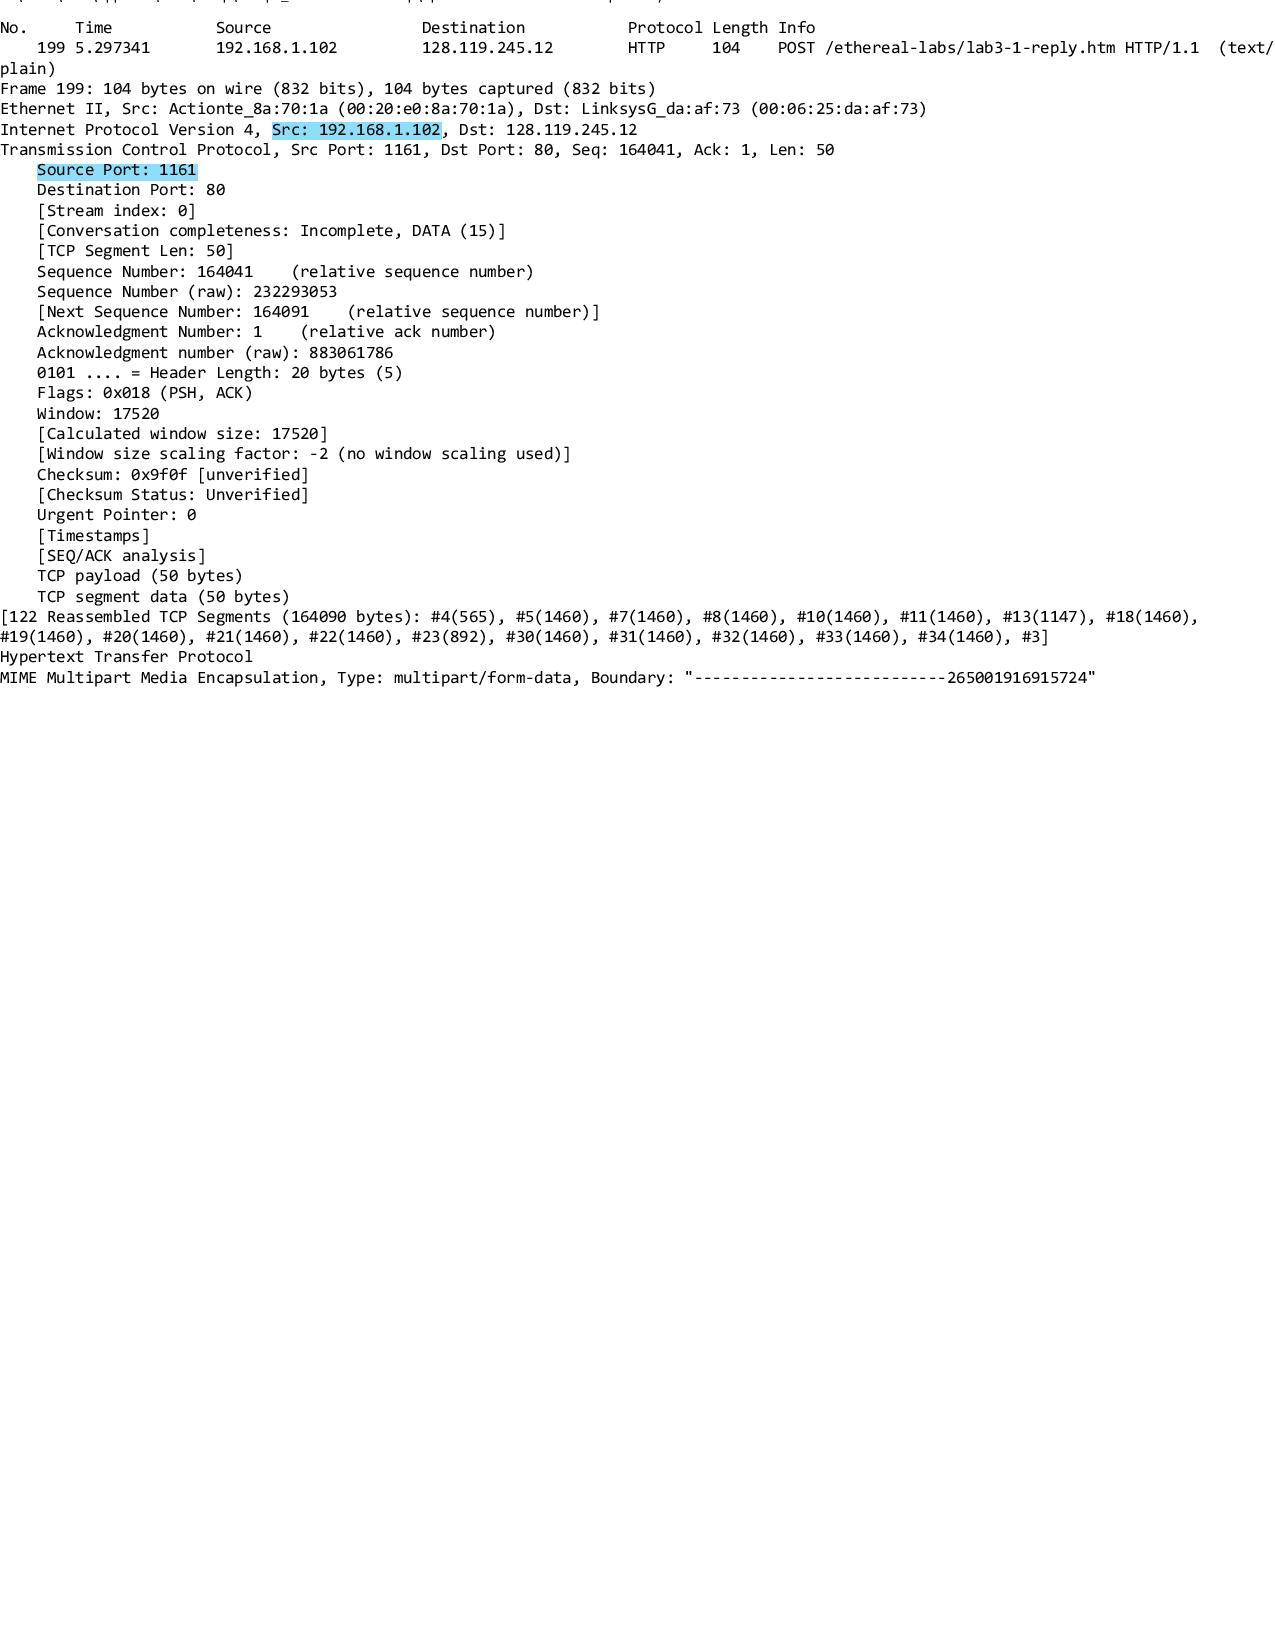 No.     Time           Source                Destination           Protocol Length Info
    199 5.297341       192.168.1.102         128.119.245.12        HTTP     104    POST /ethereal-labs/lab3-1-reply.htm HTTP/1.1  (text/
plain)
Frame 199: 104 bytes on wire (832 bits), 104 bytes captured (832 bits)
Ethernet II, Src: Actionte_8a:70:1a (00:20:e0:8a:70:1a), Dst: LinksysG_da:af:73 (00:06:25:da:af:73)
Internet Protocol Version 4, Src: 192.168.1.102, Dst: 128.119.245.12
Transmission Control Protocol, Src Port: 1161, Dst Port: 80, Seq: 164041, Ack: 1, Len: 50
    Source Port: 1161
    Destination Port: 80
    [Stream index: 0]
    [Conversation completeness: Incomplete, DATA (15)]
    [TCP Segment Len: 50]
    Sequence Number: 164041    (relative sequence number)
    Sequence Number (raw): 232293053
    [Next Sequence Number: 164091    (relative sequence number)]
    Acknowledgment Number: 1    (relative ack number)
    Acknowledgment number (raw): 883061786
    0101 .... = Header Length: 20 bytes (5)
    Flags: 0x018 (PSH, ACK)
    Window: 17520
    [Calculated window size: 17520]
    [Window size scaling factor: -2 (no window scaling used)]
    Checksum: 0x9f0f [unverified]
    [Checksum Status: Unverified]
    Urgent Pointer: 0
    [Timestamps]
    [SEQ/ACK analysis]
    TCP payload (50 bytes)
    TCP segment data (50 bytes)
[122 Reassembled TCP Segments (164090 bytes): #4(565), #5(1460), #7(1460), #8(1460), #10(1460), #11(1460), #13(1147), #18(1460),
#19(1460), #20(1460), #21(1460), #22(1460), #23(892), #30(1460), #31(1460), #32(1460), #33(1460), #34(1460), #3]
Hypertext Transfer Protocol
MIME Multipart Media Encapsulation, Type: multipart/form-data, Boundary: "---------------------------265001916915724"